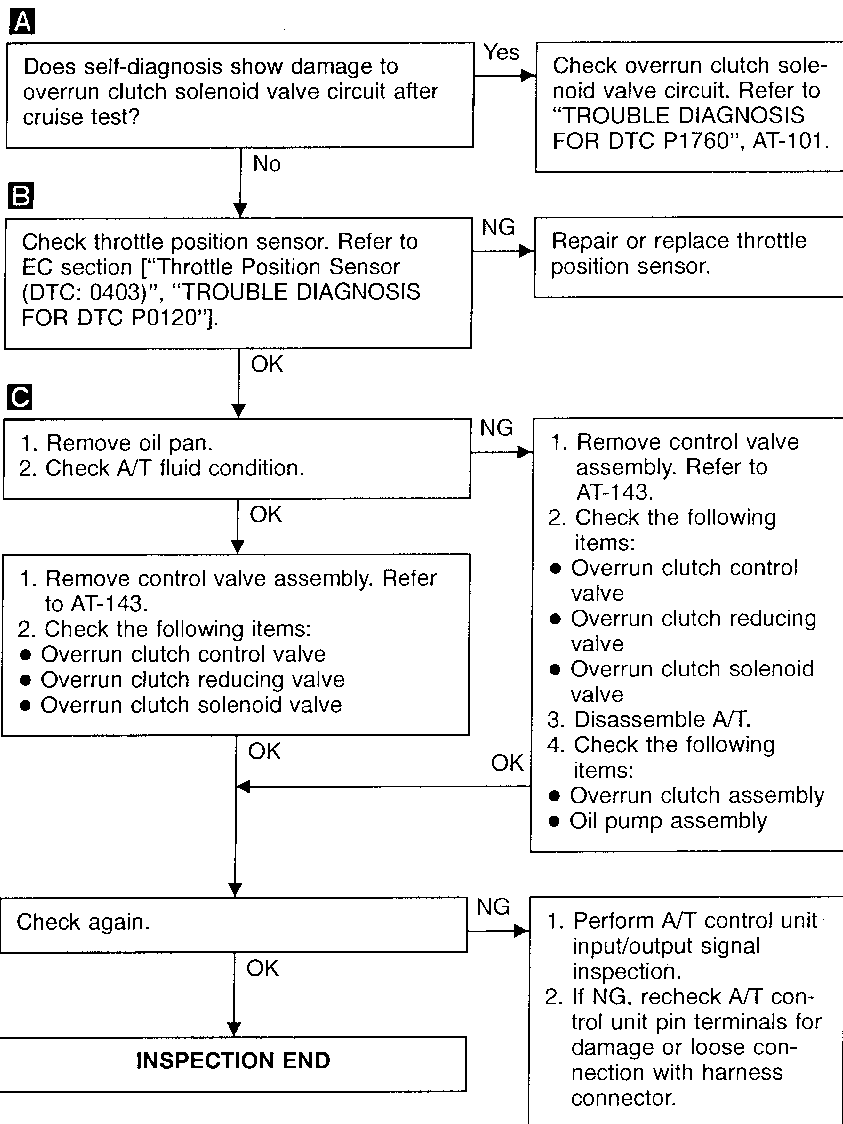 A
Does self-diagnosis show damage to
overrun clutch solenoid valve circuit after
cruise test?
Yes
Check overrun clutch sole-
noid valve circuit. Refer to
“TROUBLE DIAGNOSIS
FOR DTC P1760”, AT-101.
No
B
Check throttle position sensor. Refer to
EC section [“Throttle Position Sensor
(DTC: 0403)”, “TROUBLE DIAGNOSIS
FOR DTC P0120”].
NG
Repair or replace throttle
position sensor.
OK
C
1. Remove oil pan.
2. Check A/T fluid condition.
NG
1. Remove control valve
assembly. Refer to
AT-143.
2. Check the following
items:
● Overrun clutch control
valve
● Overrun clutch reducing
valve
● Overrun clutch solenoid
valve
3. Disassemble A/T.
4. Check the following
items:
● Overrun clutch assembly
● Oil pump assembly
OK
1. Remove control valve assembly. Refer
to AT-143.
2. Check the following items:
● Overrun clutch control valve
● Overrun clutch reducing valve
● Overrun clutch solenoid valve
OK
OK
Check again.
NG
1. Perform A/T control unit
input/output signal
inspection.
2. If NG, recheck A/T con-
trol unit pin terminals for
damage or loose con-
nection with harness
connector.
OK
INSPECTION END